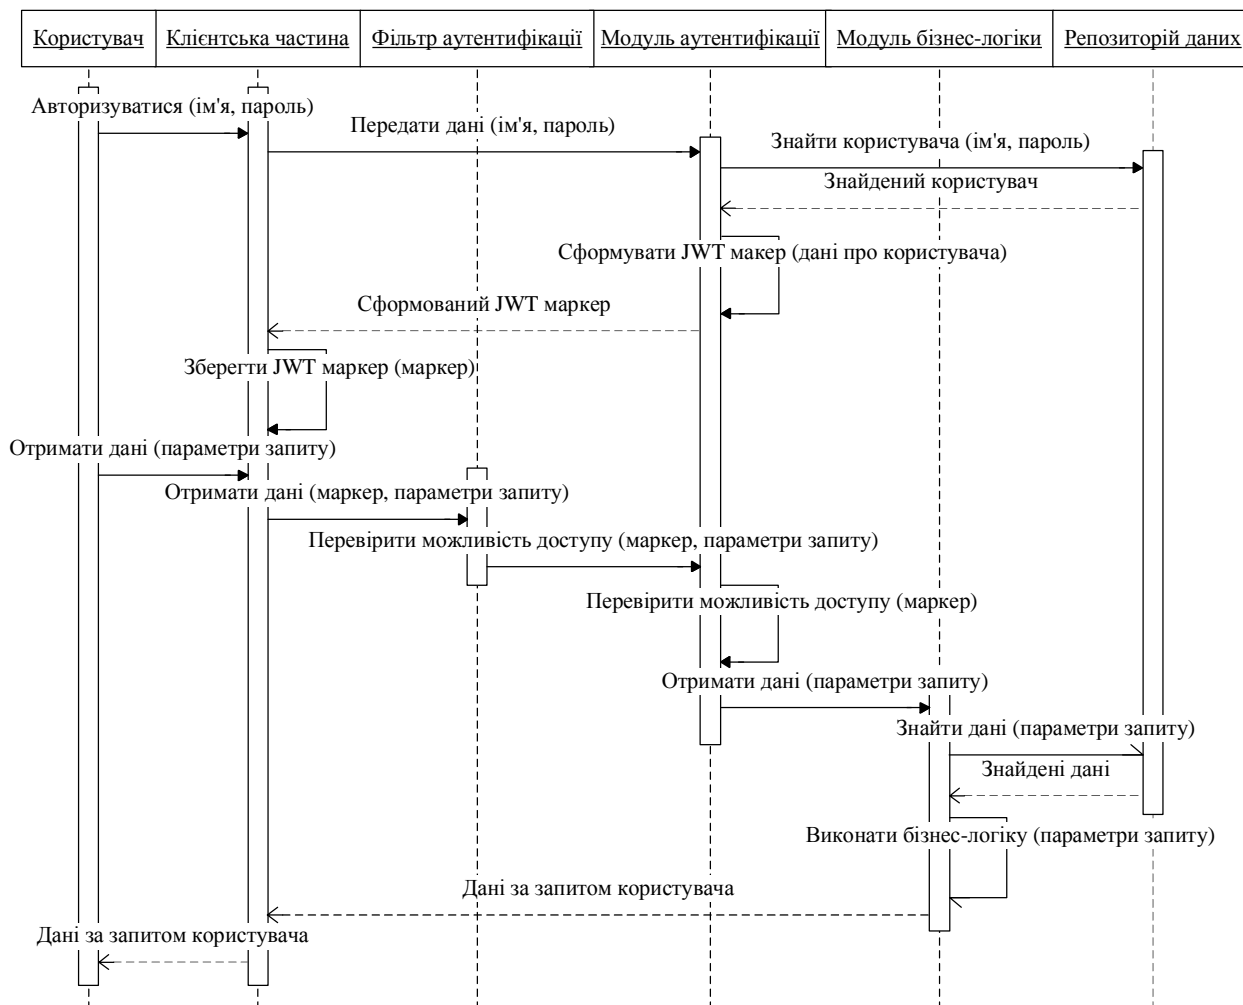 Користувач
Клієнтська частина
Фільтр аутентифікації
Модуль аутентифікації
Модуль бізнес-логіки
Репозиторій даних
Авторизуватися (ім'я, пароль)
Передати дані (ім'я, пароль)
Знайти користувача (ім'я, пароль)
Знайдений користувач
Сформувати JWT макер (дані про користувача)
Сформований JWT маркер
Зберегти JWT маркер (маркер)
Отримати дані (параметри запиту)
Отримати дані (маркер, параметри запиту)
Перевірити можливість доступу (маркер, параметри запиту)
Перевірити можливість доступу (маркер)
Отримати дані (параметри запиту)
Знайти дані (параметри запиту)
Знайдені дані
Виконати бізнес-логіку (параметри запиту)
Дані за запитом користувача
Дані за запитом користувача